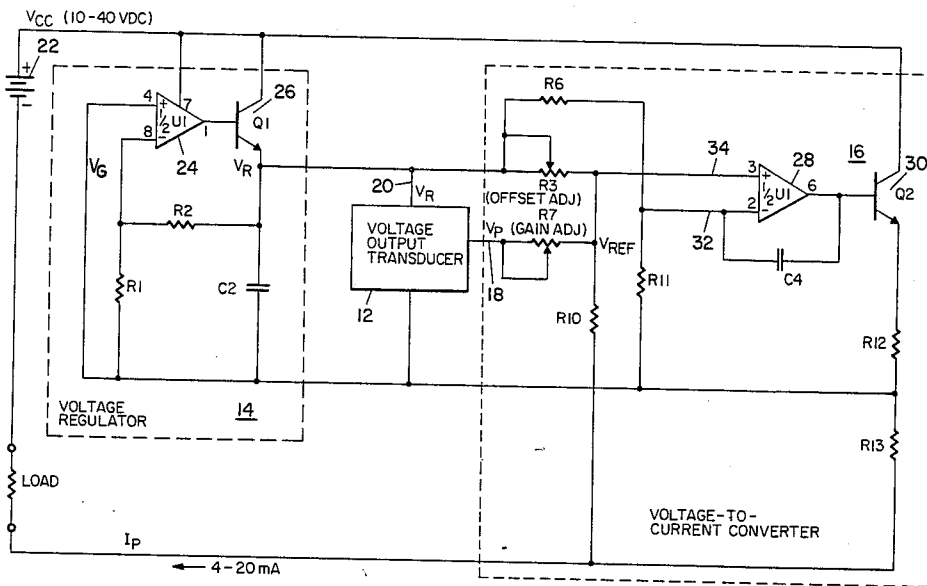 VCC (10-40 VDC)
22
+
-
4
+
7
1/2 U1
8
-
1
24
26
Q1
VG
VR
R2
R1
C2
VOLTAGE
REGULATOR
14
LOAD
IP
4-20mA
20
VR
VOLTAGE
OUTPUT
TRANSDUCER
12
VP
18
R6
R3
(OFFSET ADJ)
R7
(GAIN ADJ)
VREF
R10
R11
34
32
3
+
1/2 U1
2
-
28
6
16
30
Q2
C4
R12
R13
VOLTAGE-TO-
CURRENT CONVERTER